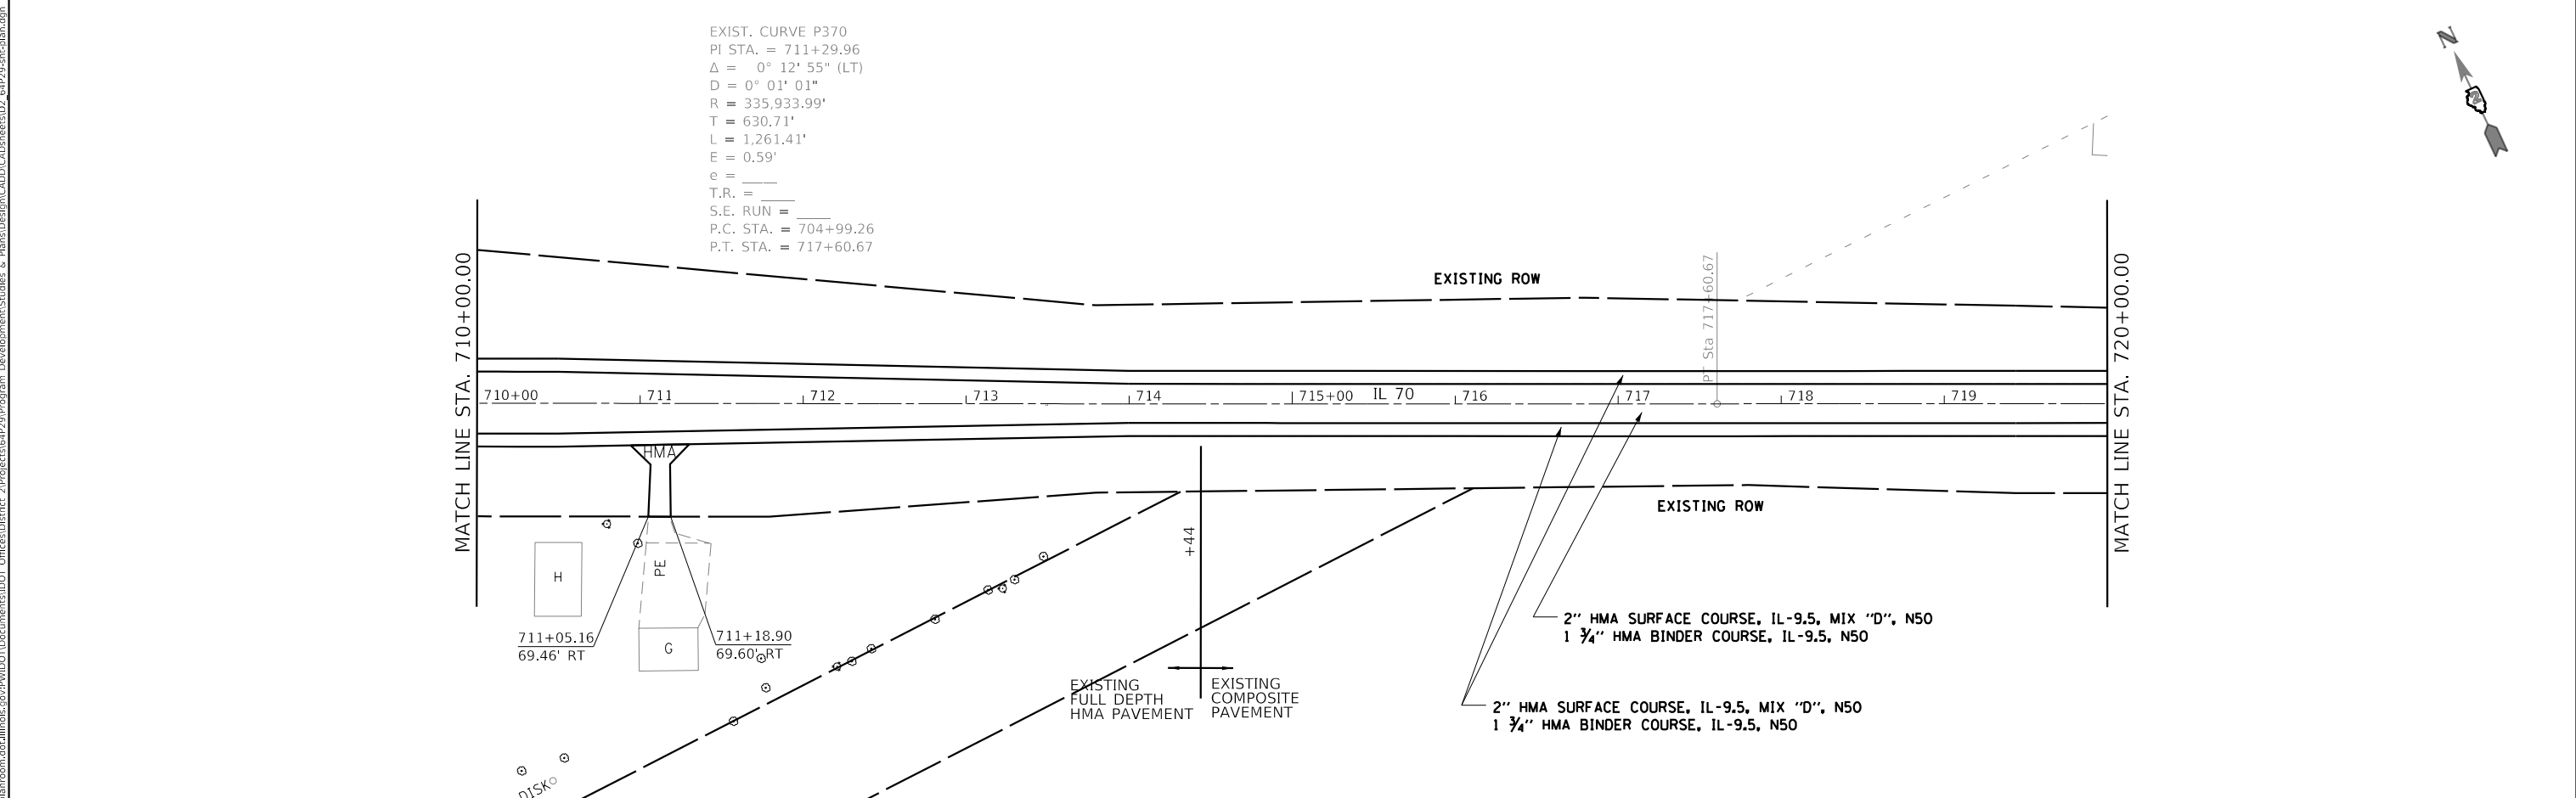 EXIST. CURVE P370
PI STA. = 711+29.96
Δ = 0° 12' 55" (LT)
D = 0° 01' 01"
R = 335,933.99'
T = 630.71'
L = 1,261.41'
E = 0.59'
e = ____
T.R. = ____
S.E. RUN = ____
P.C. STA. = 704+99.26
P.T. STA. = 717+60.67
N
2
MATCH LINE STA. 710+00.00
EXISTING ROW
PT Sta 717+60.67
MATCH LINE STA. 720+00.00
710+00
711
712
713
714
715+00
IL 70
716
717
718
719
HMA
EXISTING ROW
+44
H
PE
G
711+05.16
69.46' RT
711+18.90
69.60' RT
2" HMA SURFACE COURSE, IL-9.5, MIX "D", N50
1 ¾" HMA BINDER COURSE, IL-9.5, N50
EXISTING
FULL DEPTH
HMA PAVEMENT
EXISTING
COMPOSITE
PAVEMENT
2" HMA SURFACE COURSE, IL-9.5, MIX "D", N50
1 ¾" HMA BINDER COURSE, IL-9.5, N50
DISK